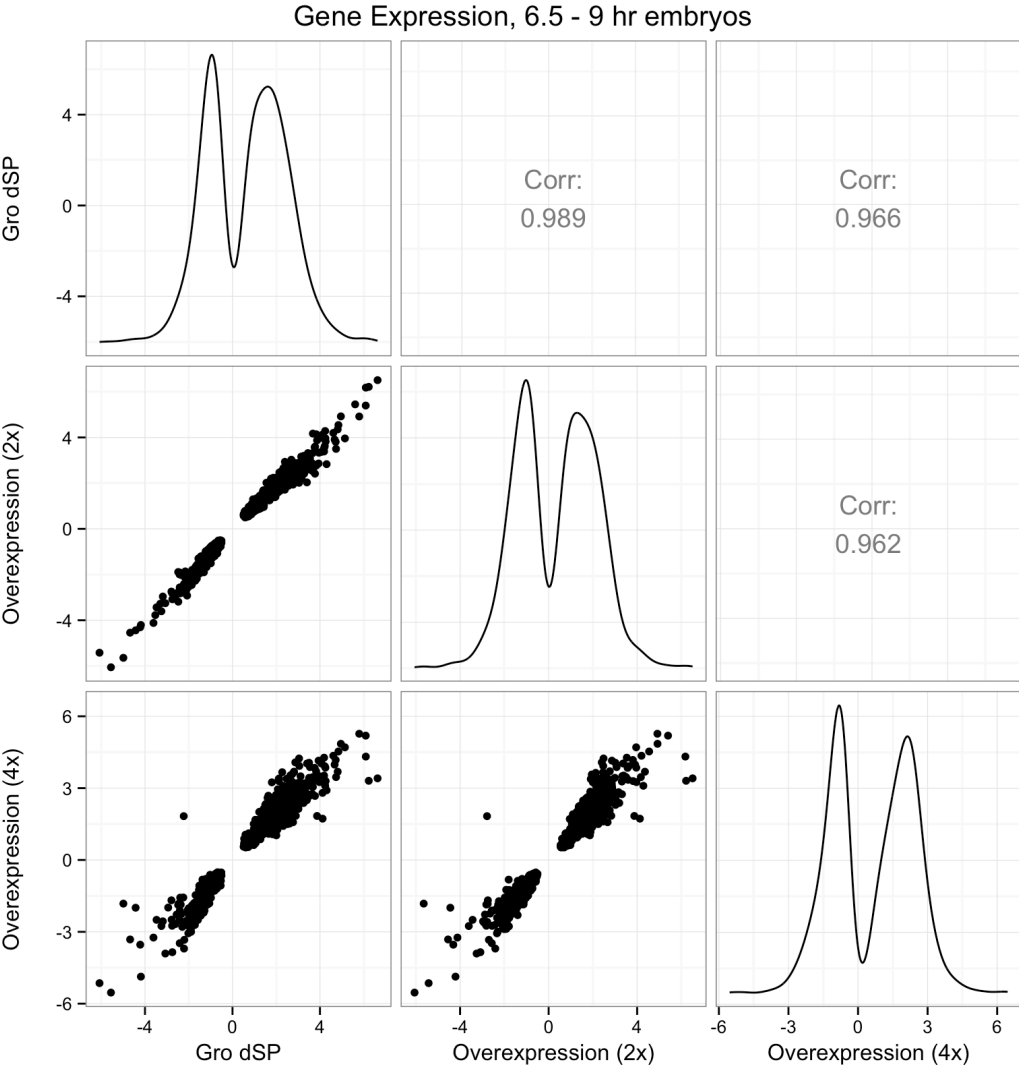 Gene Expression, 6.5 - 9 hr embryos
Gro dSP
4
0
-4
Corr:
0.989
Corr:
0.966
Overexpression (2x)
4
0
-4
Corr:
0.962
Overexpression (4x)
6
3
0
-3
-6
-4 0 4
-4 0 4
-6 -3 0 3 6
Gro dSP
Overexpression (2x)
Overexpression (4x)